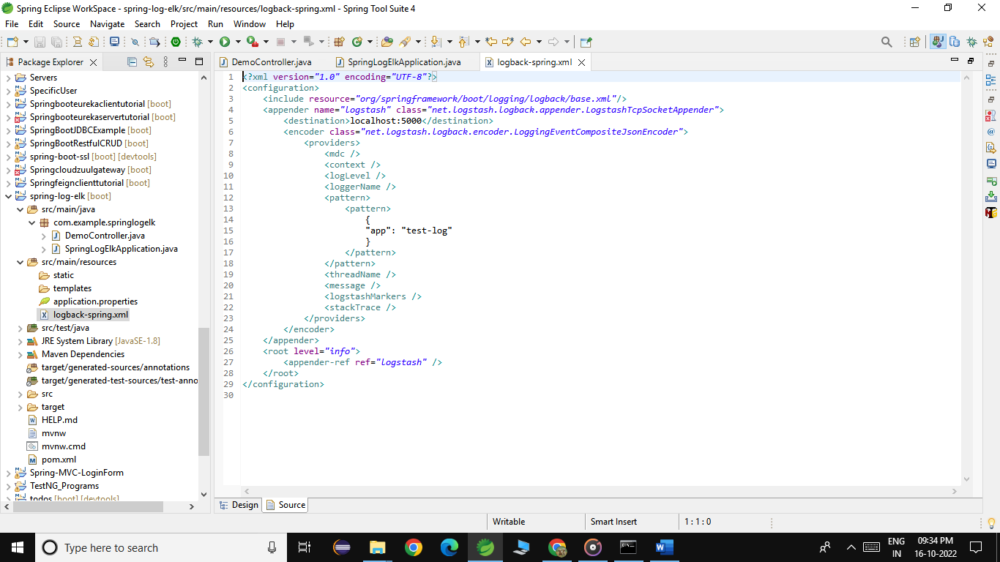 Spring Eclipse WorkSpace - spring-log-elk/src/main/resources/logback-spring.xml - Spring Tool Suite 4
File Edit Source Navigate Search Project Run Window Help
Package Explorer
DemoController.java SpringLogElkApplication.java logback-spring.xml
Servers
SpecificUser
Springbooteurekaclientutorial [boot]
Springbooteurekaservertutorial [boot]
SpringBootJDBCExample [boot]
SpringBootRestfulCRUD [boot]
spring-boot-ssl [boot] [devtools]
Springcloudzuulgateway [boot]
Springfeignclienttutorial [boot]
spring-log-elk [boot]
src/main/java
com.example.springlogelk
DemoController.java
SpringLogElkApplication.java
src/main/resources
static
templates
application.properties
logback-spring.xml
src/test/java
JRE System Library [JavaSE-1.8]
Maven Dependencies
target/generated-sources/annotations
target/generated-test-sources/test-anno
src
target
HELP.md
mvnw
mvnw.cmd
pom.xml
Spring-MVC-LoginForm
TestNG_Programs
todos [boot] [devtools]
1 <?xml version="1.0" encoding="UTF-8"?>
2 <configuration>
3 <include resource="org/springframework/boot/logging/logback/base.xml"/>
4 <appender name="logstash" class="net.logstash.logback.appender.LogstashTcpSocketAppender">
5 <destination>localhost:5000</destination>
6 <encoder class="net.logstash.logback.encoder.LoggingEventCompositeJsonEncoder">
7 <providers>
8 <mdc />
9 <context />
10 <logLevel />
11 <loggerName />
12 <pattern>
13 <pattern>
14 {
15 "app": "test-log"
16 }
17 </pattern>
18 </pattern>
19 <threadName />
20 <message />
21 <logstashMarkers />
22 <stackTrace />
23 </providers>
24 </encoder>
25 </appender>
26 <root level="info">
27 <appender-ref ref="logstash" />
28 </root>
29 </configuration>
30
Design Source
Writable Smart Insert 1 : 1 : 0
Type here to search
ENG
IN
09:34 PM
16-10-2022